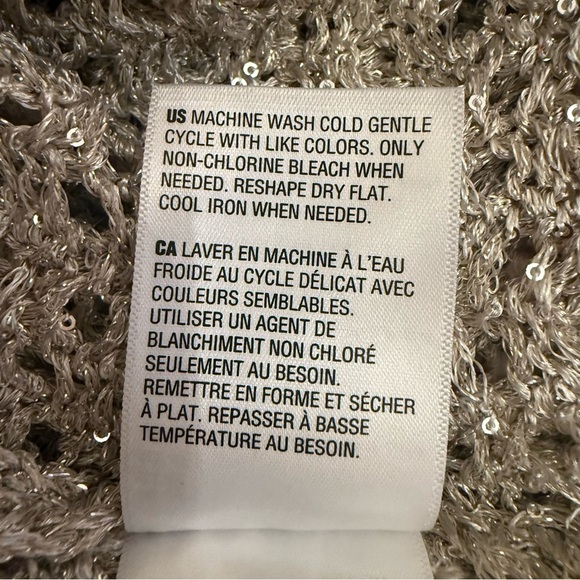 US MACHINE WASH COLD GENTLE
CYCLE WITH LIKE COLORS. ONLY
NON-CHLORINE BLEACH WHEN
NEEDED. RESHAPE DRY FLAT.
COOL IRON WHEN NEEDED.
CA LAVER EN MACHINE À L'EAU
FROIDE AU CYCLE DÉLICAT AVEC
COULEURS SEMBLABLES.
UTILISER UN AGENT DE
BLANCHIMENT NON CHLORÉ
SEULEMENT AU BESOIN.
REMETTRE EN FORME ET SÉCHER
À PLAT. REPASSER À BASSE
TEMPÉRATURE AU BESOIN.